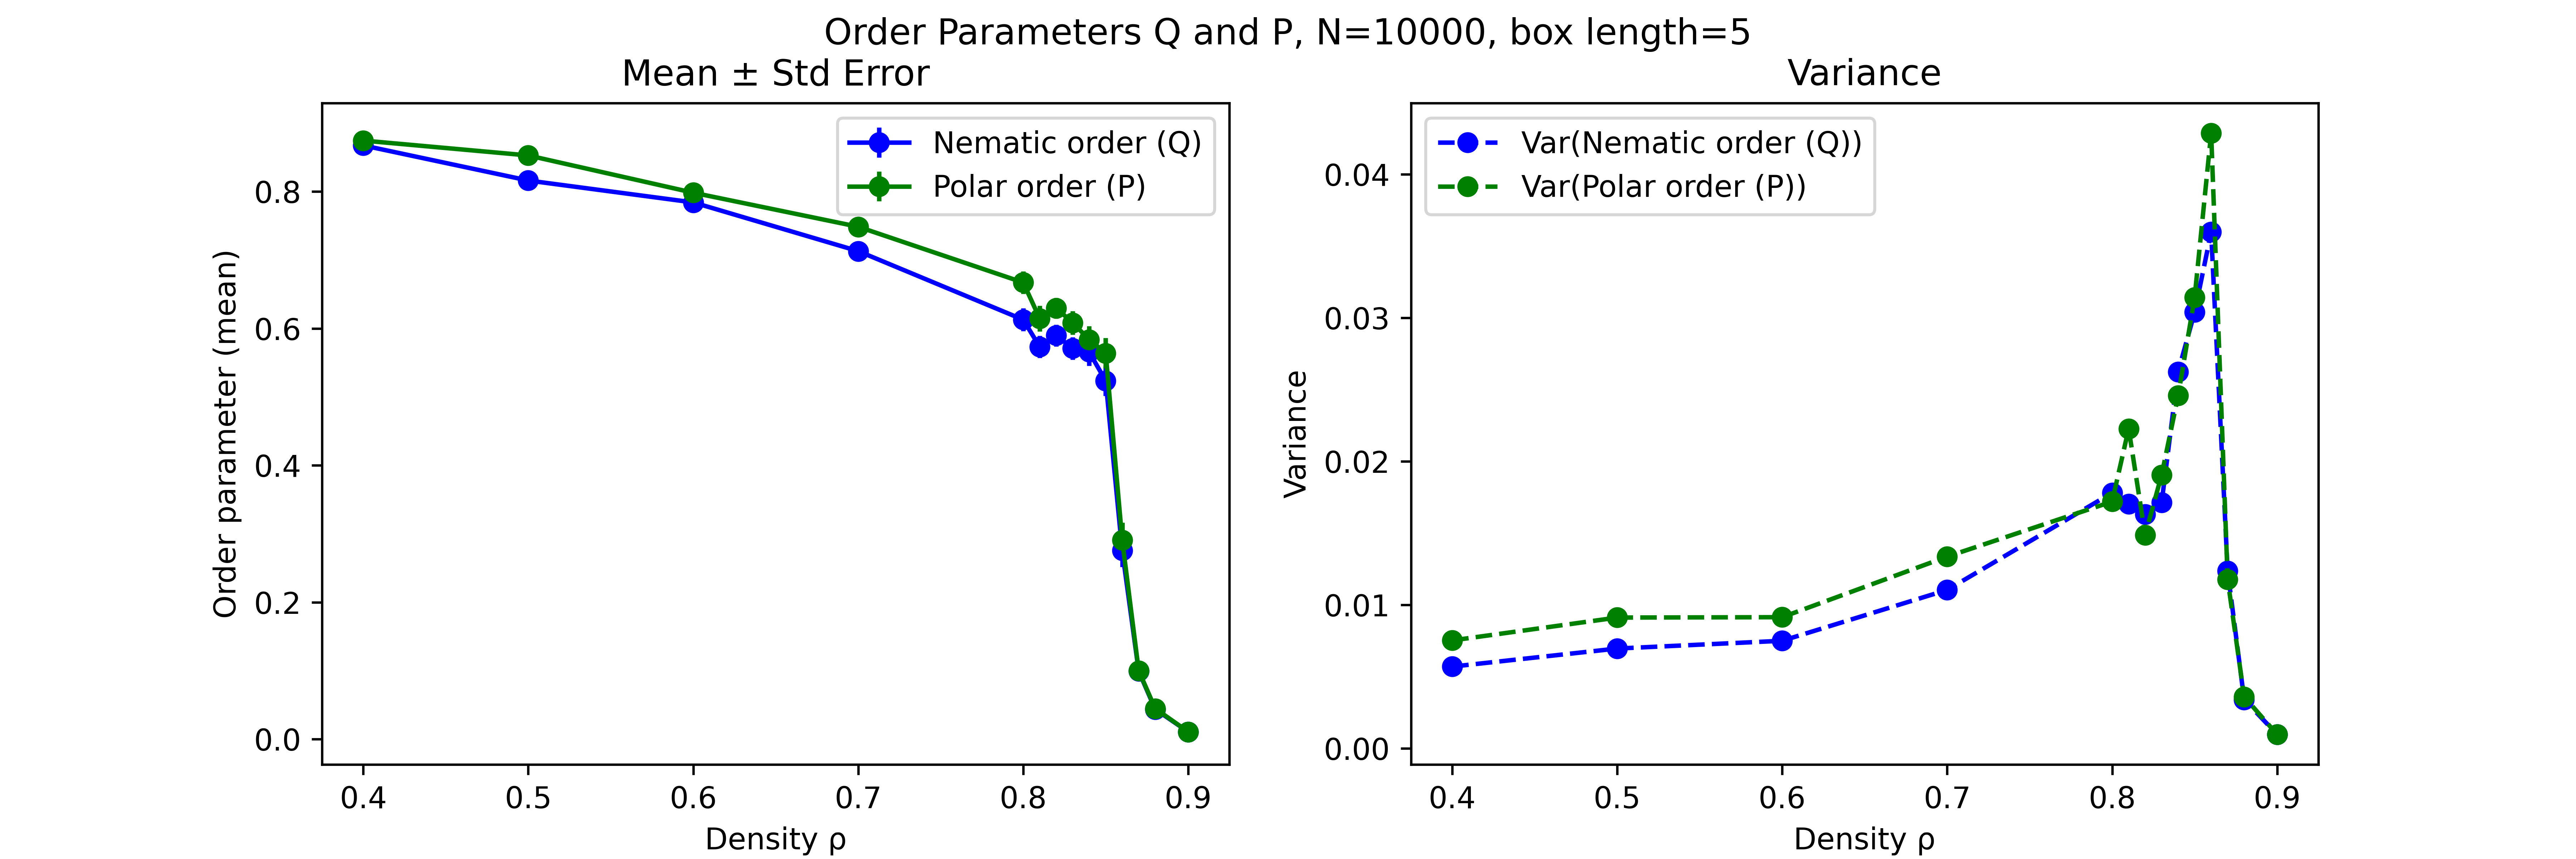 Order Parameters Q and P, N=10000, box length=5
Mean ± Std Error
Nematic order (Q)
Polar order (P)
0.8
0.6
0.4
0.2
0.0
Order parameter (mean)
0.4 0.5 0.6 0.7 0.8 0.9
Density ρ
Variance
Var(Nematic order (Q))
Var(Polar order (P))
0.04
0.03
0.02
0.01
0.00
Variance
0.4 0.5 0.6 0.7 0.8 0.9
Density ρ